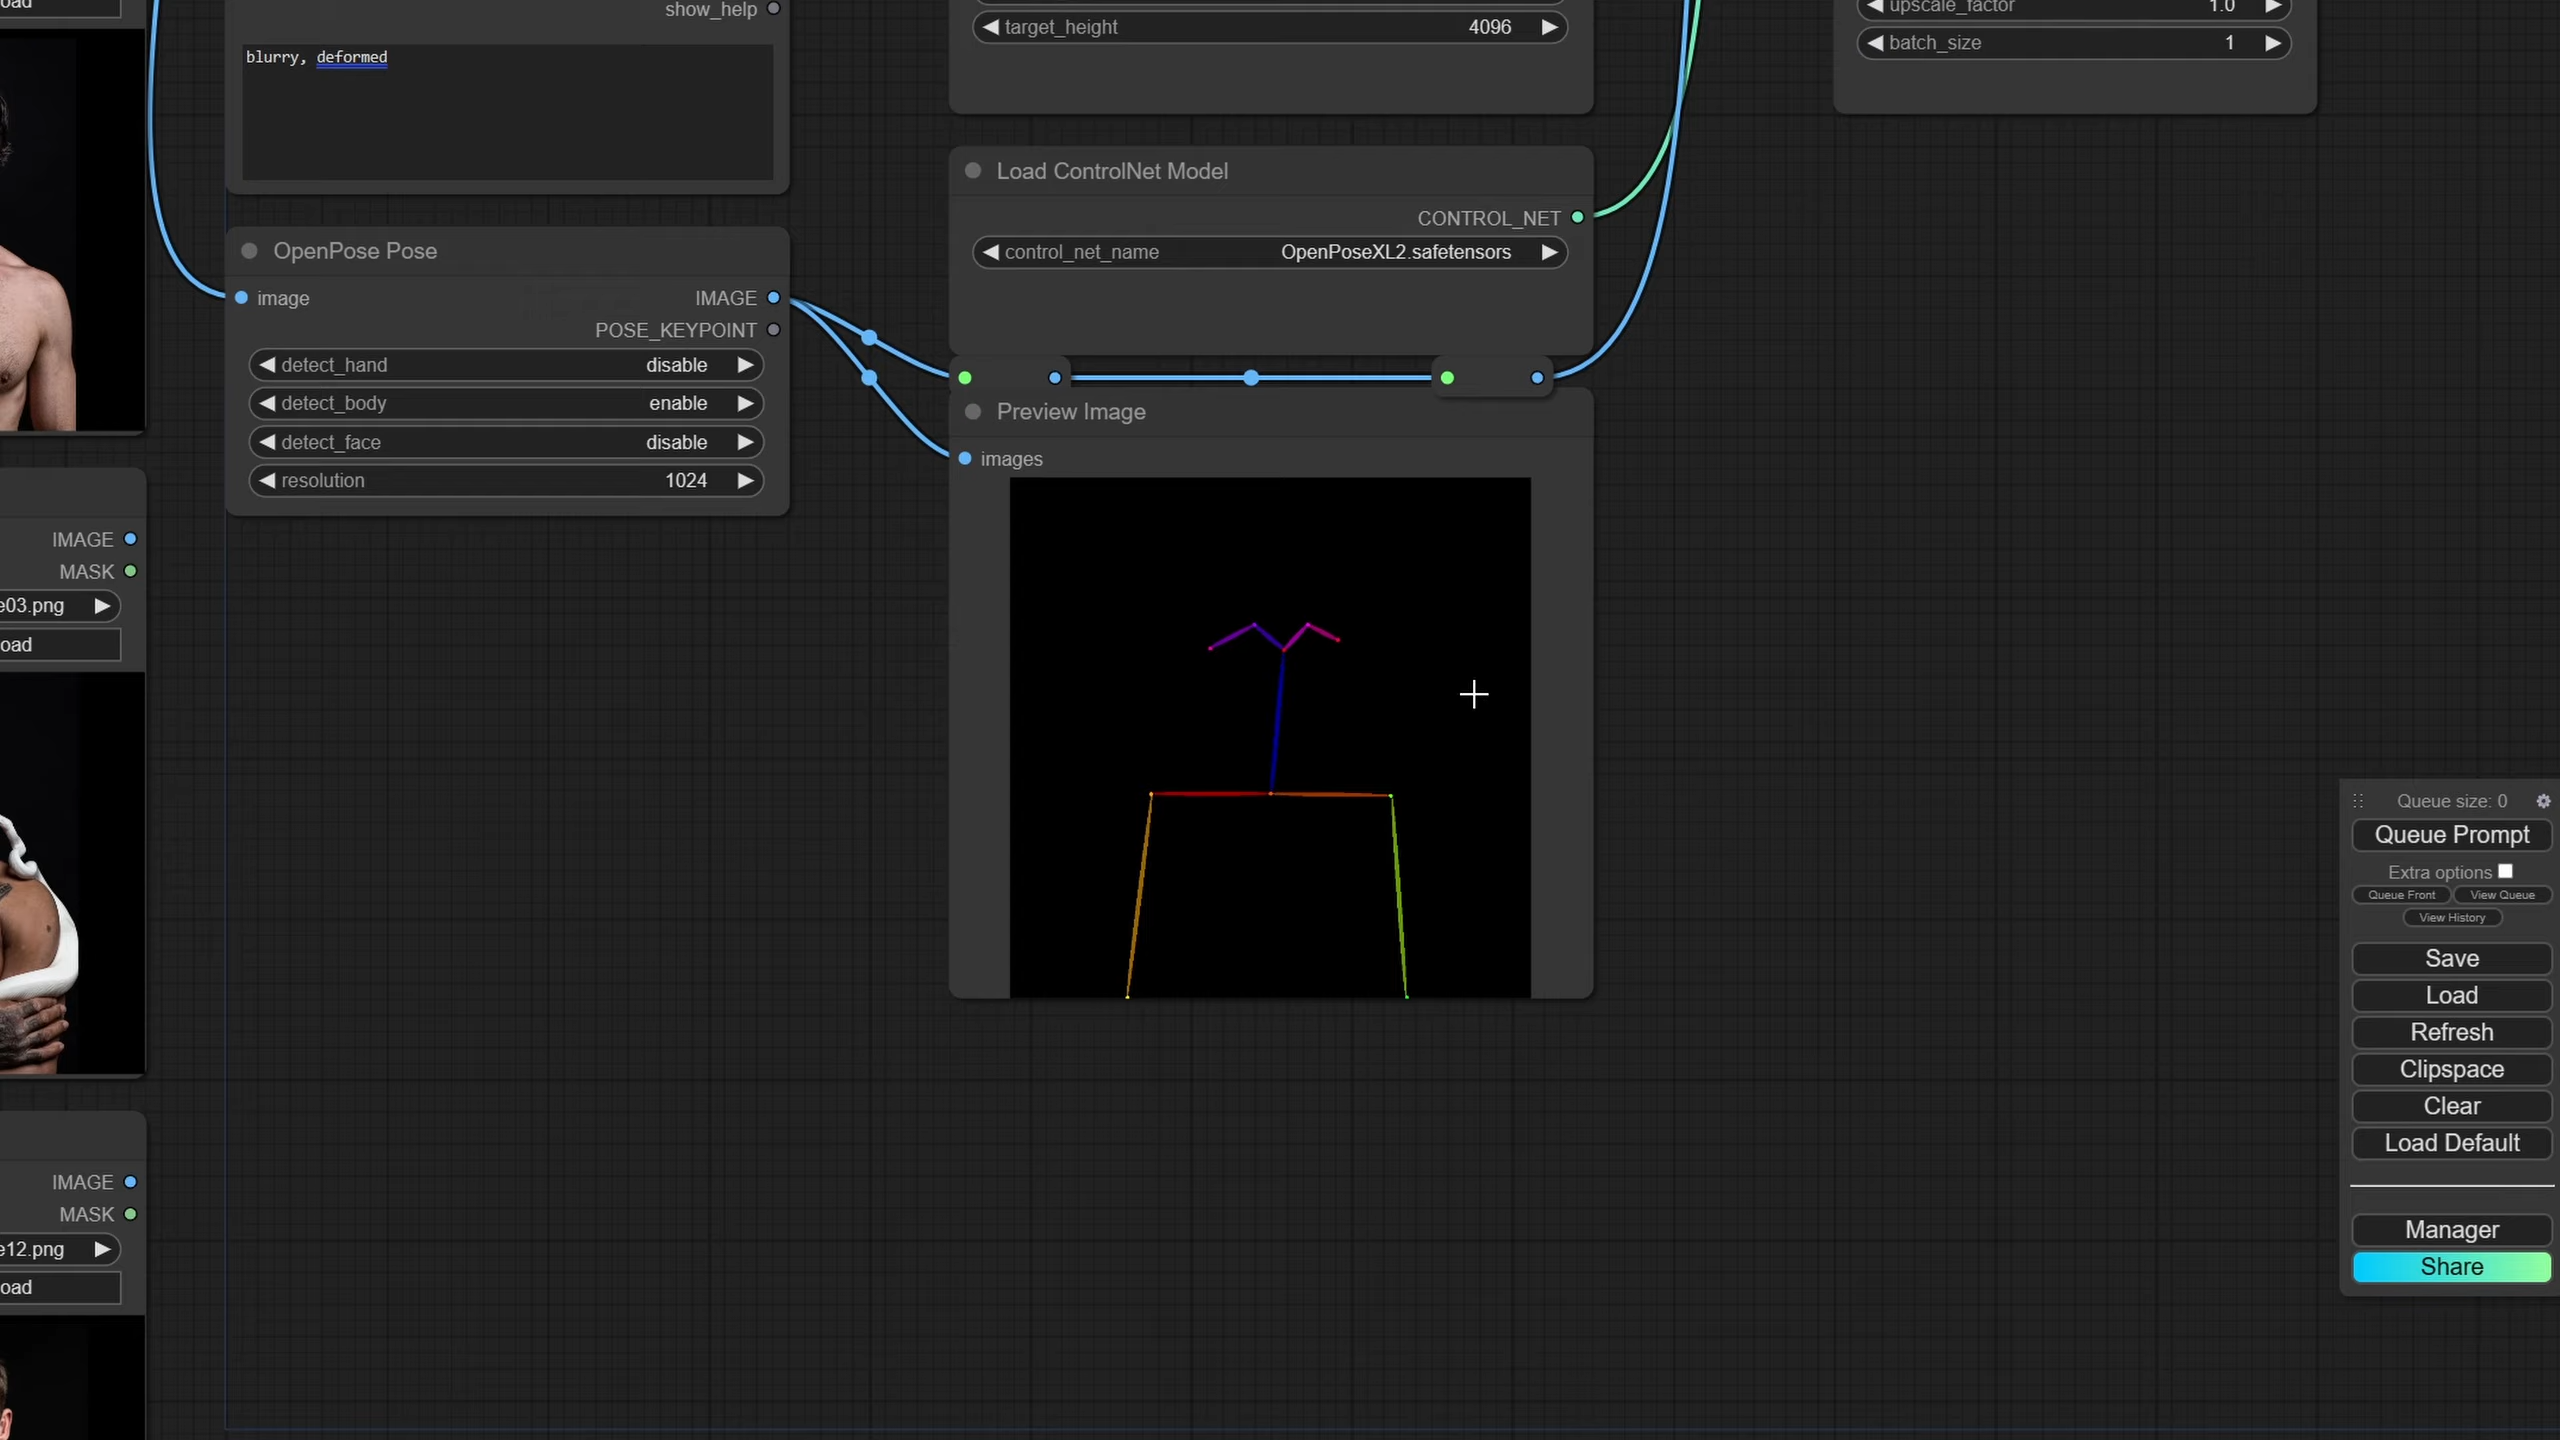 oad
show_help
blurry, deformed
target_height 4096
upscale_factor 1.0
batch_size 1
Load ControlNet Model
CONTROL_NET
control_net_name OpenPoseXL2.safetensors
OpenPose Pose
image IMAGE
POSE_KEYPOINT
detect_hand disable
detect_body enable
detect_face disable
resolution 1024
Preview Image
images
IMAGE
MASK
e03.png
oad
IMAGE
MASK
e12.png
oad
Queue size: 0
Queue Prompt
Extra options
Queue Front View Queue
View History
Save
Load
Refresh
Clipspace
Clear
Load Default
Manager
Share